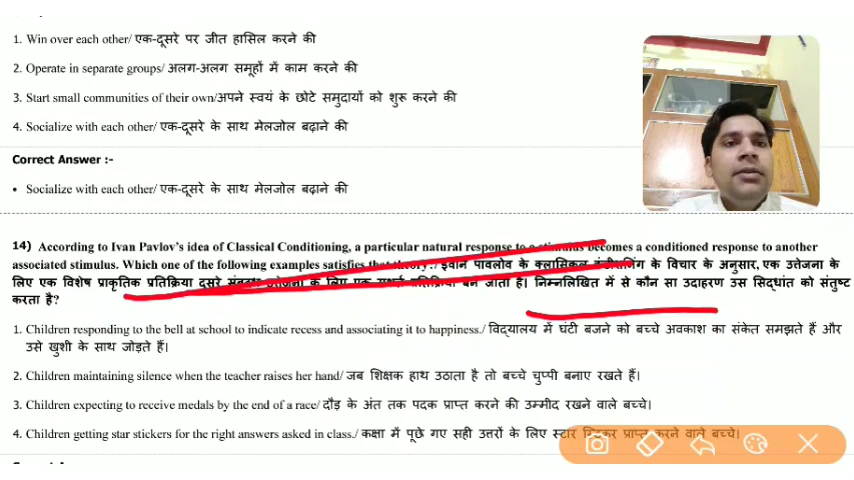 1. Win over each other/ एक-दूसरे पर जीत हासिल करने की
2. Operate in separate groups/ अलग-अलग समूहों में काम करने की
3. Start small communities of their own/अपने स्वयं के छोटे समुदायों को शुरू करने की
4. Socialize with each other/ एक-दूसरे के साथ मेलजोल बढ़ाने की
Correct Answer :-
• Socialize with each other/ एक-दूसरे के साथ मेलजोल बढ़ाने की
14) According to Ivan Pavlov's idea of Classical Conditioning, a particular natural response to a stimulus becomes a conditioned response to another
associated stimulus. Which one of the following examples satisfies that theory?/ इवान पावलोव के क्लासिकल कंडीशनिंग के विचार के अनुसार, एक उत्तेजना के
लिए एक विशेष प्राकृतिक प्रतिक्रिया दूसरे संबद्ध उत्तेजना के लिए एक सशर्त प्रतिक्रिया बन जाती है। निम्नलिखित में से कौन सा उदाहरण उस सिद्धांत को संतुष्ट
करता है?
1. Children responding to the bell at school to indicate recess and associating it to happiness./ विद्यालय में घंटी बजने को बच्चे अवकाश का संकेत समझते हैं और
उसे खुशी के साथ जोड़ते हैं।
2. Children maintaining silence when the teacher raises her hand/ जब शिक्षक हाथ उठाता है तो बच्चे चुप्पी बनाए रखते हैं।
3. Children expecting to receive medals by the end of a race/ दौड़ के अंत तक पदक प्राप्त करने की उम्मीद रखने वाले बच्चे।
4. Children getting star stickers for the right answers asked in class./ कक्षा में पूछे गए सही उत्तरों के लिए स्टार स्टिकर प्राप्त करने वाले बच्चे।